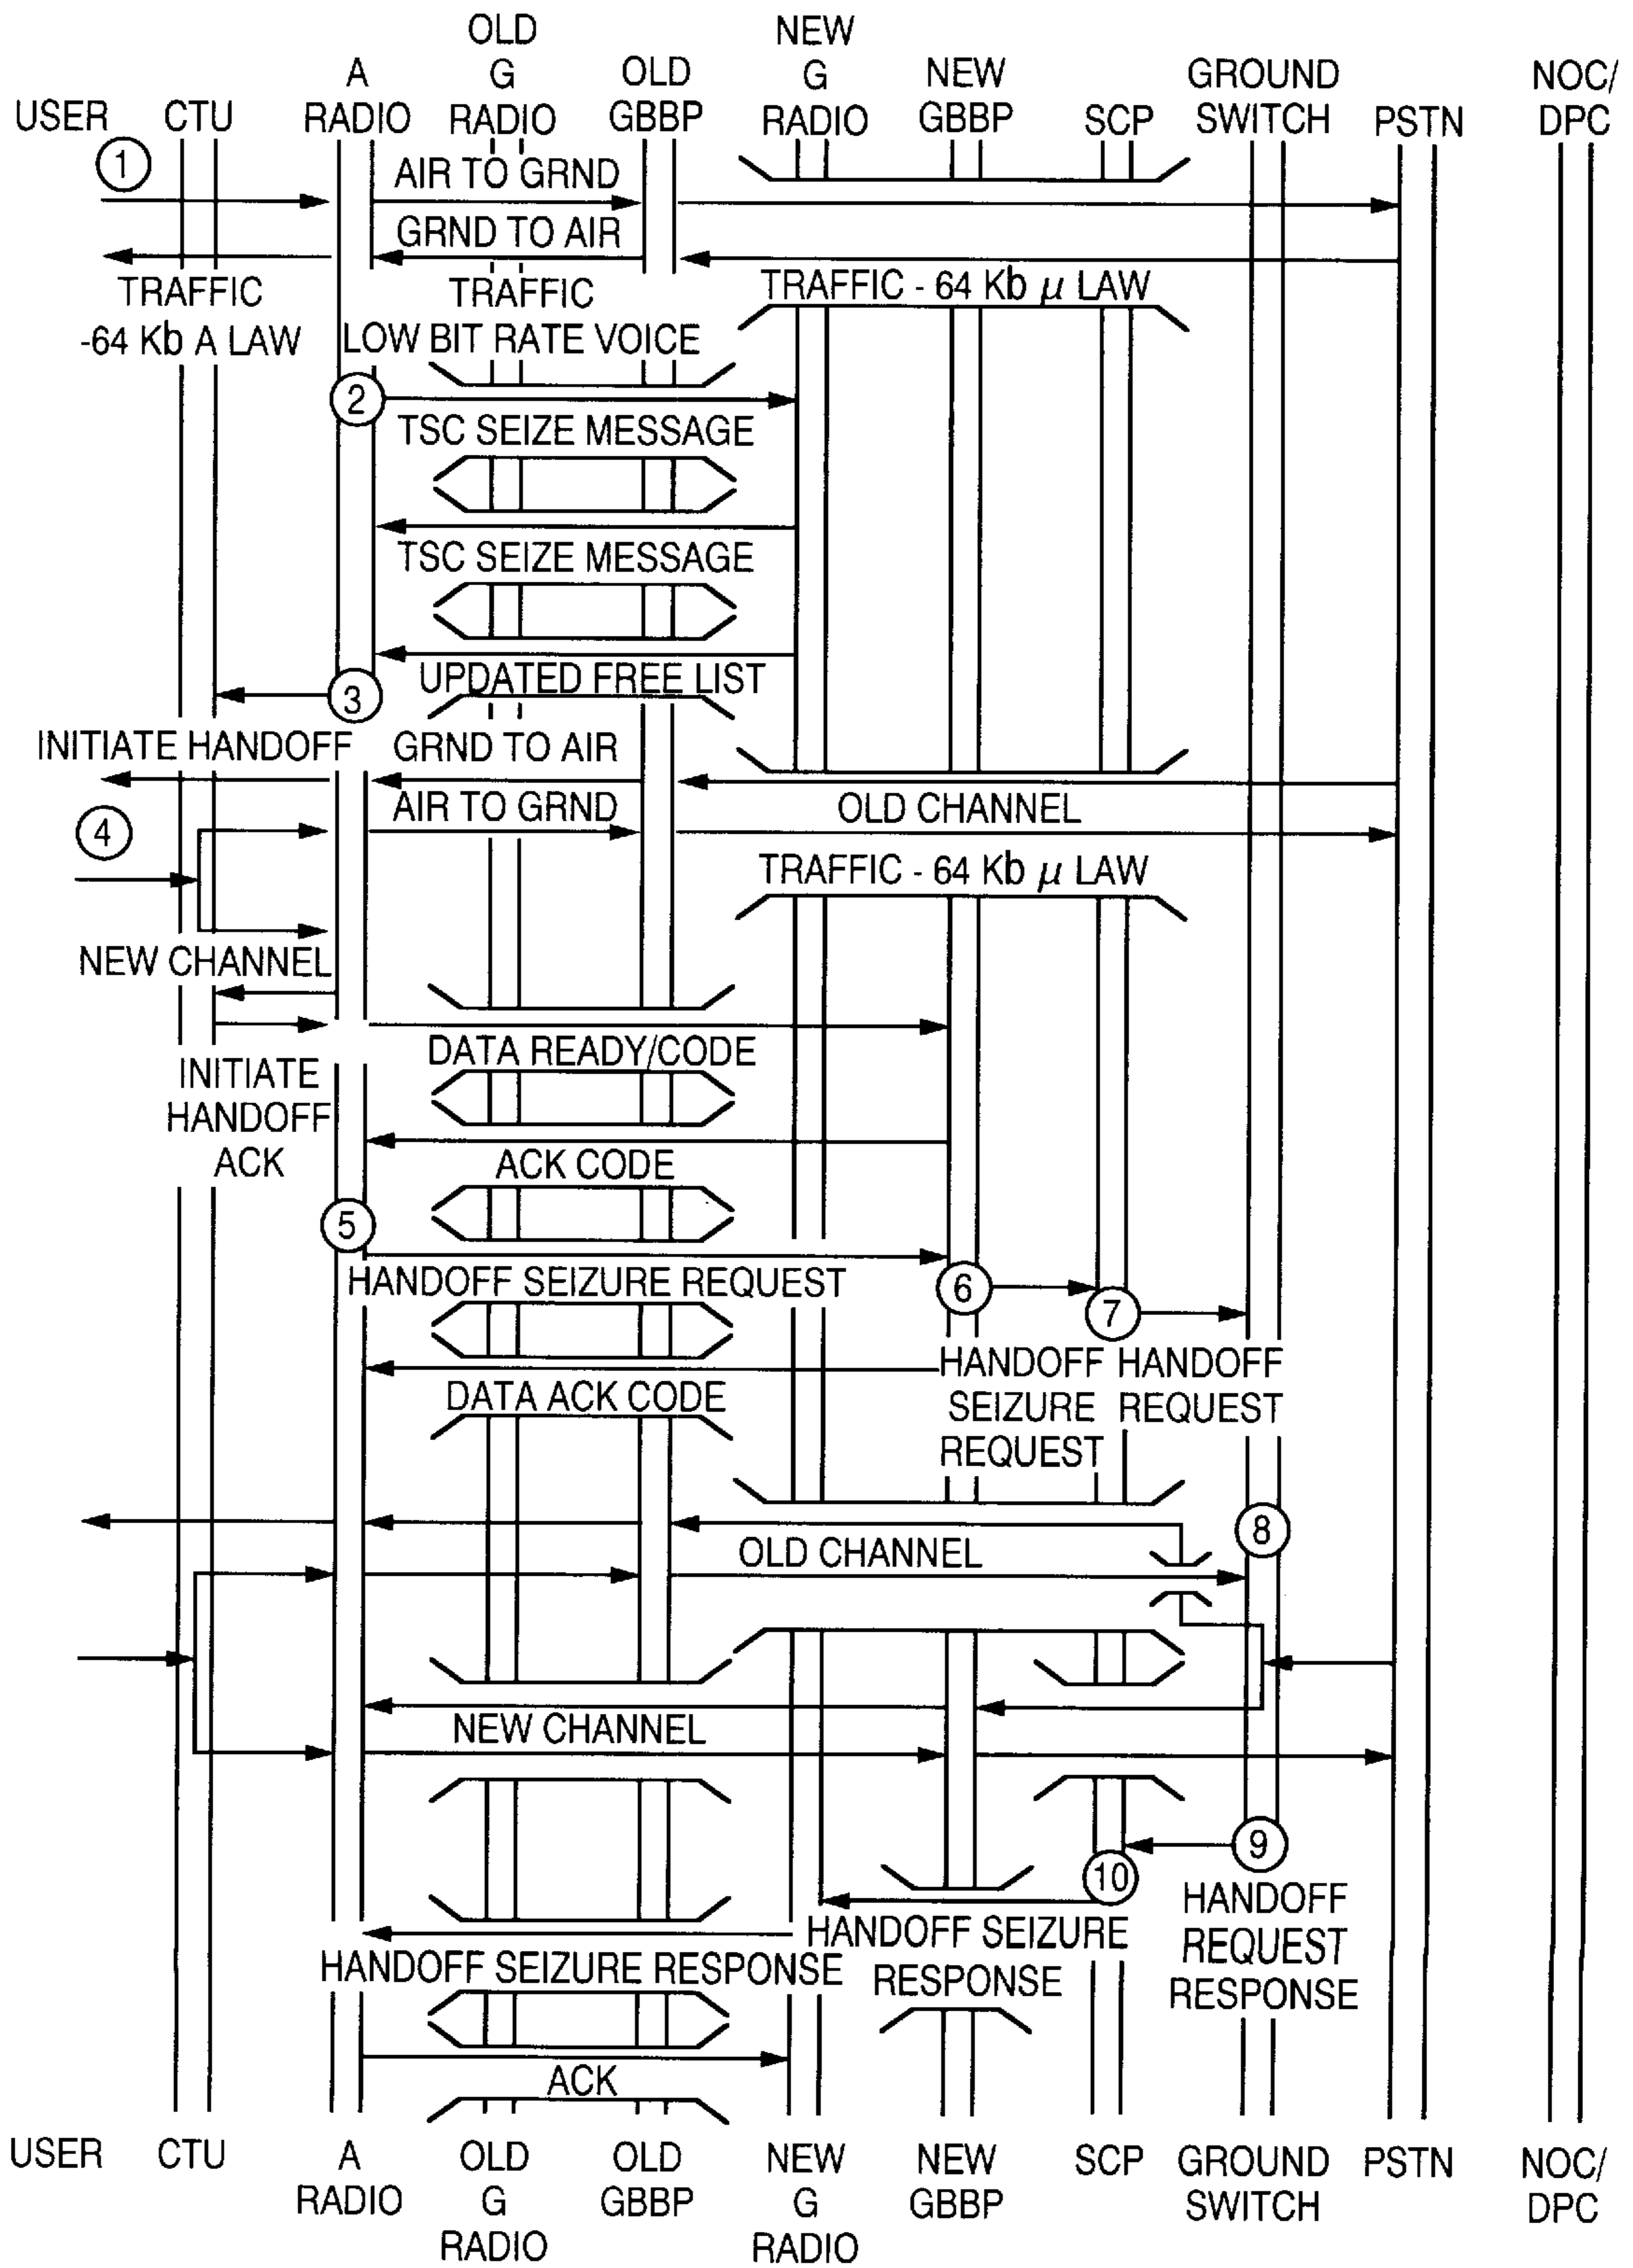 OLD
NEW
A
G
OLD
G
NEW
GROUND
NOC/
USER
CTU
RADIO
RADIO
GBBP
RADIO
GBBP
SCP
SWITCH
PSTN
DPC
1
AIR TO GRND
GRND TO AIR
TRAFFIC
-64 Kb A LAW
TRAFFIC
LOW BIT RATE VOICE
TRAFFIC - 64 Kb μ LAW
2
TSC SEIZE MESSAGE
TSC SEIZE MESSAGE
UPDATED FREE LIST
3
INITIATE HANDOFF
GRND TO AIR
AIR TO GRND
OLD CHANNEL
4
TRAFFIC - 64 Kb μ LAW
NEW CHANNEL
INITIATE
HANDOFF
ACK
DATA READY/CODE
ACK CODE
5
HANDOFF SEIZURE REQUEST
6
7
HANDOFF
SEIZURE
REQUEST
HANDOFF
REQUEST
DATA ACK CODE
8
OLD CHANNEL
NEW CHANNEL
9
10
HANDOFF
REQUEST
RESPONSE
HANDOFF SEIZURE
RESPONSE
HANDOFF SEIZURE RESPONSE
ACK
USER
CTU
A
RADIO
OLD
G
RADIO
OLD
GBBP
NEW
G
RADIO
NEW
GBBP
SCP
GROUND
SWITCH
PSTN
NOC/
DPC